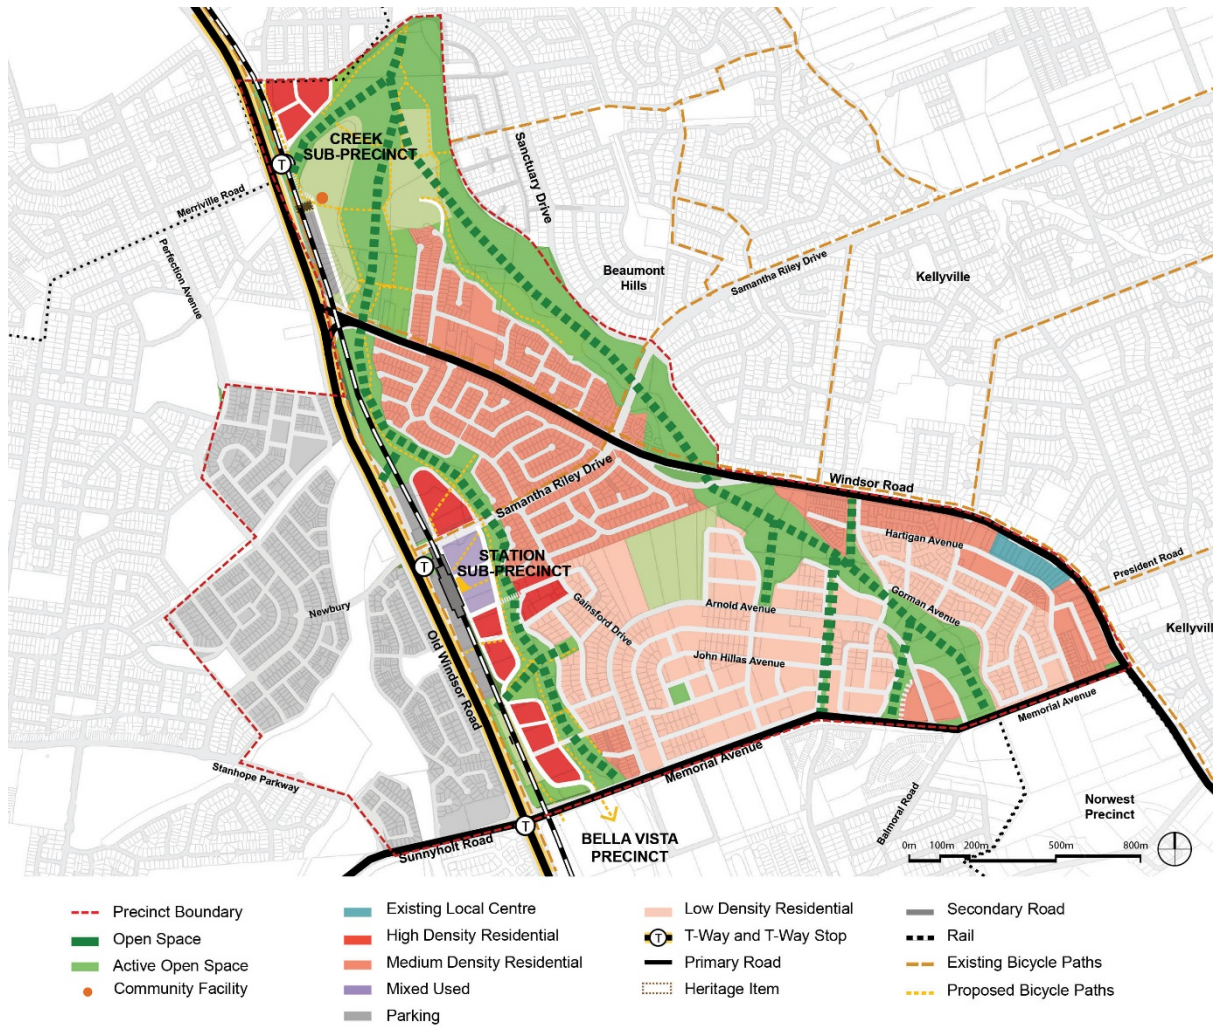 CREEK
SUB-PRECINCT
T
Merriville Road
Perfection Avenue
Sanctuary Drive
Beaumont
Hills
Samantha Riley Drive
Kellyville
Windsor Road
Samantha Riley Drive
Hartigan Avenue
STATION
SUB-PRECINCT
T
President Road
Newbury
Gainsford Drive
Arnold Avenue
Gorman Avenue
Kellyvill
John Hillas Avenue
Old Windsor Road
Memorial Avenue
Stanhope Parkway
Memorial Avenue
Balmoral Road
Norwest
Precinct
T
BELLA VISTA
PRECINCT
Sunnyholt Road
0m 100m 200m 500m 800m
Precinct Boundary
Open Space
Active Open Space
Community Facility
Existing Local Centre
High Density Residential
Medium Density Residential
Mixed Used
Parking
Low Density Residential
T T-Way and T-Way Stop
Primary Road
Heritage Item
Secondary Road
Rail
Existing Bicycle Paths
Proposed Bicycle Paths